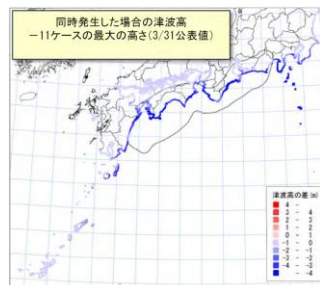 同時発生した場合の津波高
－11ケースの最大の高さ(3/31公表値)
津波高の差(m)
4 -
3 - 4
2 - 3
1 - 2
0 - 1
-1 - 0
-2 - -1
-3 - -2
-4 - -3
- -4